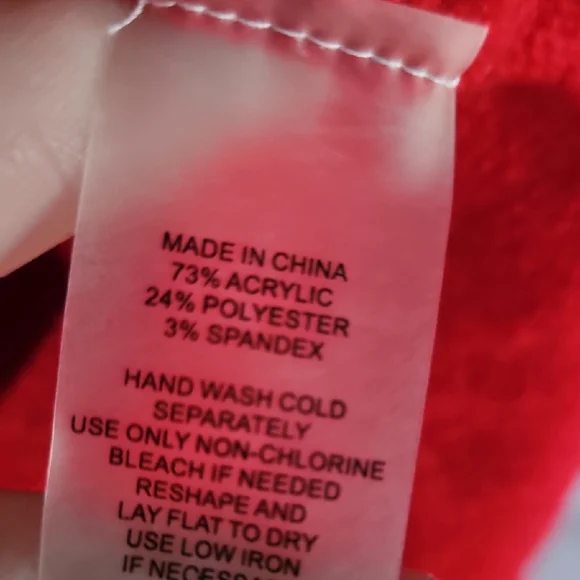 MADE IN CHINA
73% ACRYLIC
24% POLYESTER
3% SPANDEX
HAND WASH COLD
SEPARATELY
USE ONLY NON-CHLORINE
BLEACH IF NEEDED
RESHAPE AND
LAY FLAT TO DRY
USE LOW IRON
IF